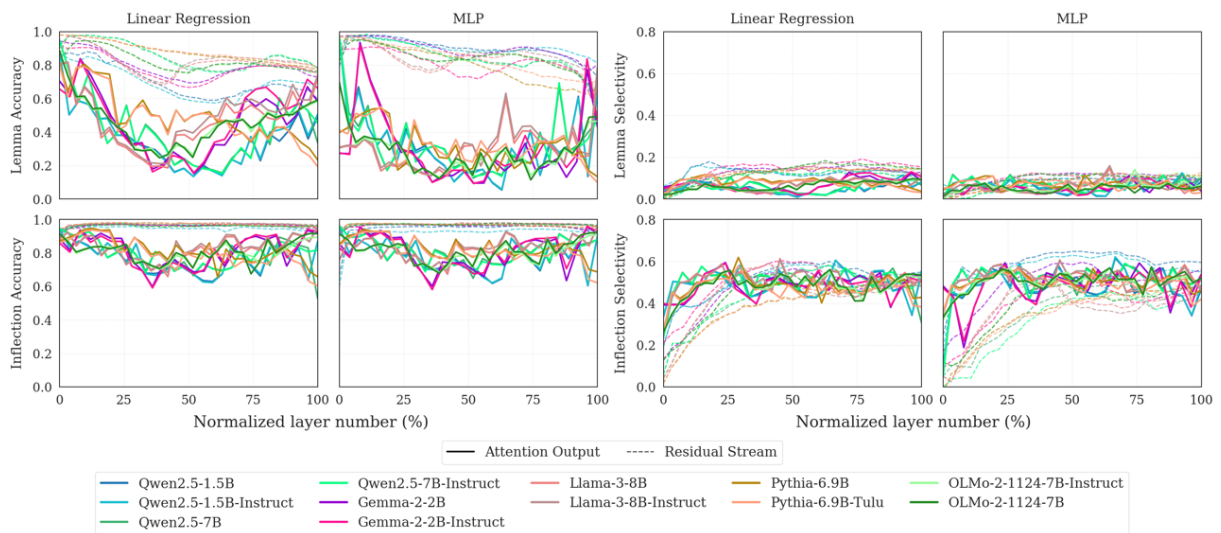 Linear Regression MLP Linear Regression MLP
Lemma Accuracy
1.0
0.8
0.6
0.4
0.2
0.0
Lemma Selectivity
0.8
0.6
0.4
0.2
0.0
Inflection Accuracy
1.0
0.8
0.6
0.4
0.2
0.0
Inflection Selectivity
0.8
0.6
0.4
0.2
0.0
0 25 50 75 100 0 25 50 75 100 0 25 50 75 100 0 25 50 75 100
Normalized layer number (%) Normalized layer number (%)
Attention Output Residual Stream
Qwen2.5-1.5B Qwen2.5-7B-Instruct Llama-3-8B Pythia-6.9B OLMo-2-1124-7B-Instruct
Qwen2.5-1.5B-Instruct Gemma-2-2B Llama-3-8B-Instruct Pythia-6.9B-Tulu OLMo-2-1124-7B
Qwen2.5-7B Gemma-2-2B-Instruct